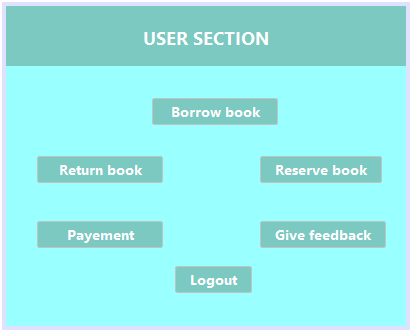 USER SECTION
Borrow book
Return book
Reserve book
Payement
Give feedback
Logout